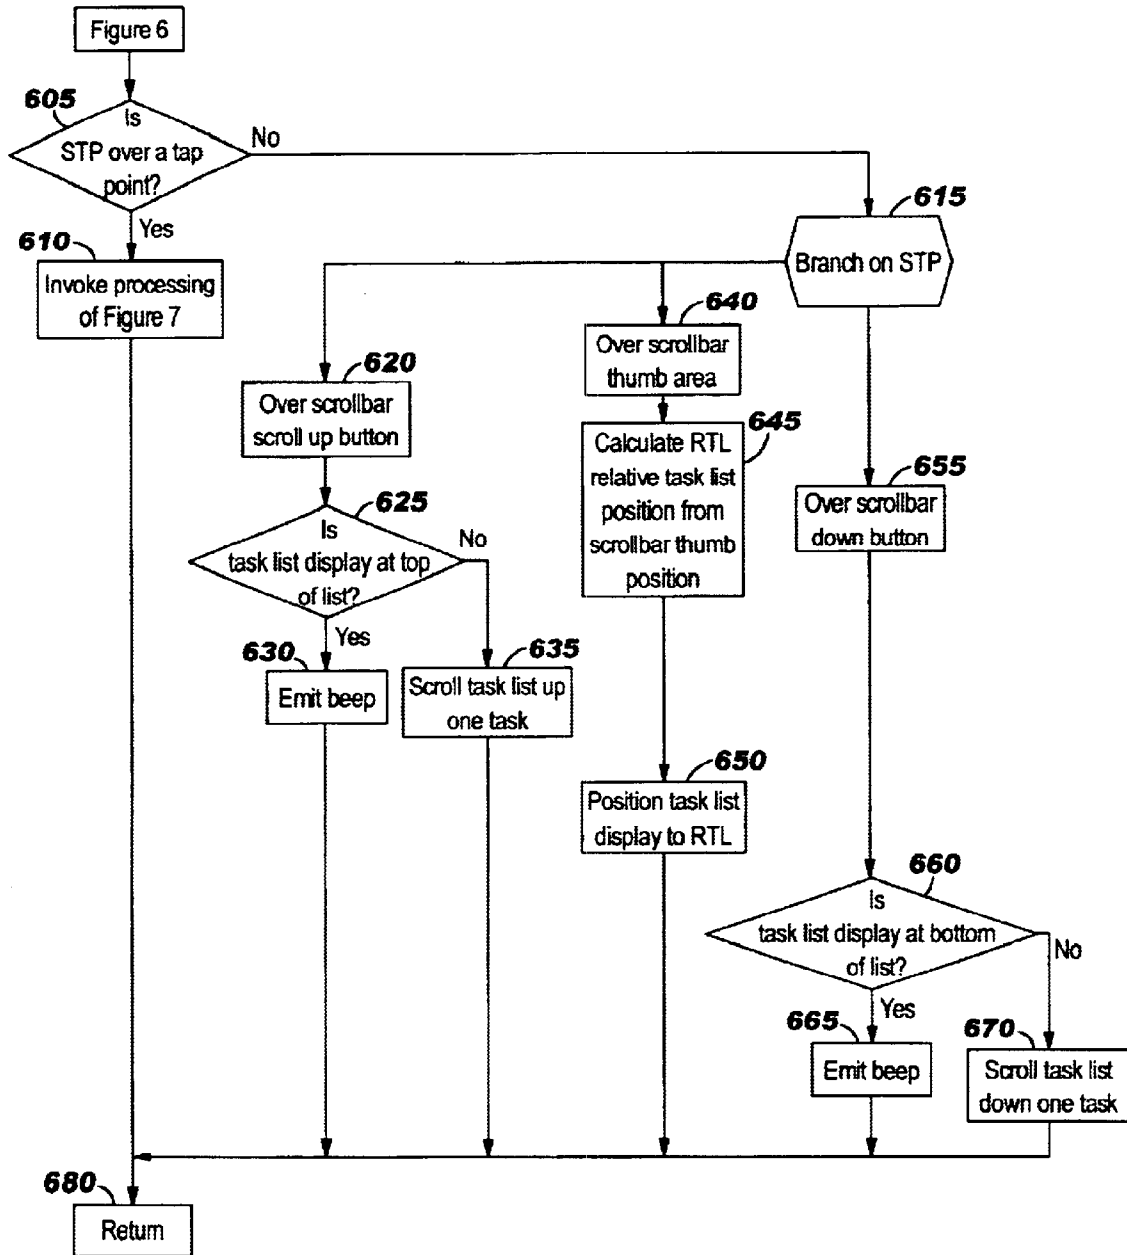 Figure 6
605
Is
STP over a tap
point?
No
Yes
610
Invoke processing
of Figure 7
615
Branch on STP
620
Over scrollbar
scroll up button
625
Is
task list display at top
of list?
No
Yes
630
Emit beep
635
Scroll task list up
one task
640
Over scrollbar
thumb area
645
Calculate RTL
relative task list
position from
scrollbar thumb
position
650
Position task list
display to RTL
655
Over scrollbar
down button
660
Is
task list display at bottom
of list?
No
Yes
665
Emit beep
670
Scroll task list
down one task
680
Return